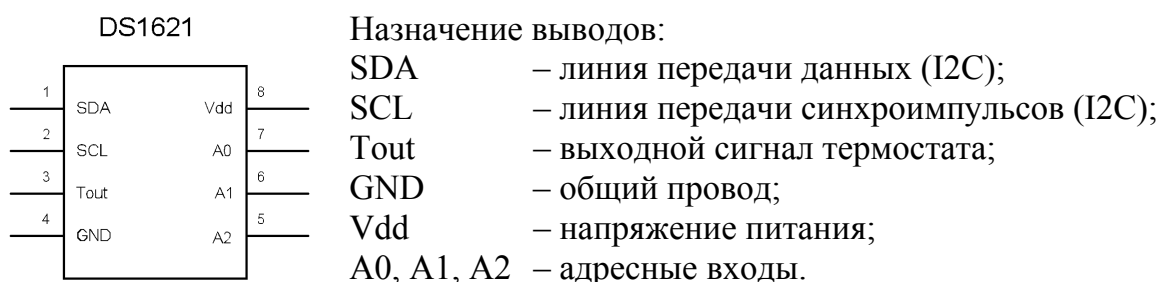 DS1621
1 SDA Vdd 8
2 SCL A0 7
3 Tout A1 6
4 GND A2 5
Назначение выводов:
SDA – линия передачи данных (I2C);
SCL – линия передачи синхроимпульсов (I2C);
Tout – выходной сигнал термостата;
GND – общий провод;
Vdd – напряжение питания;
A0, A1, A2 – адресные входы.